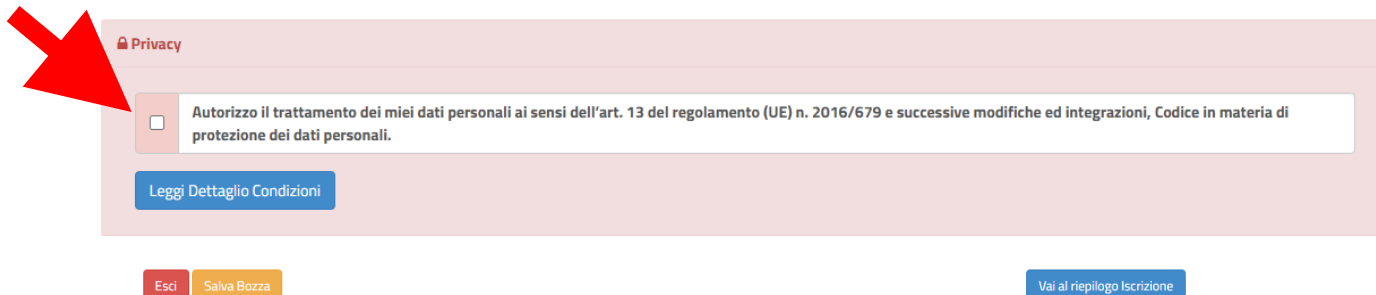 Privacy
Autorizzo il trattamento dei miei dati personali ai sensi dell'art. 13 del regolamento (UE) n. 2016/679 e successive modifiche ed integrazioni, Codice in materia di
protezione dei dati personali.
Leggi Dettaglio Condizioni
Esci Salva Bozza Vai al riepilogo Iscrizione